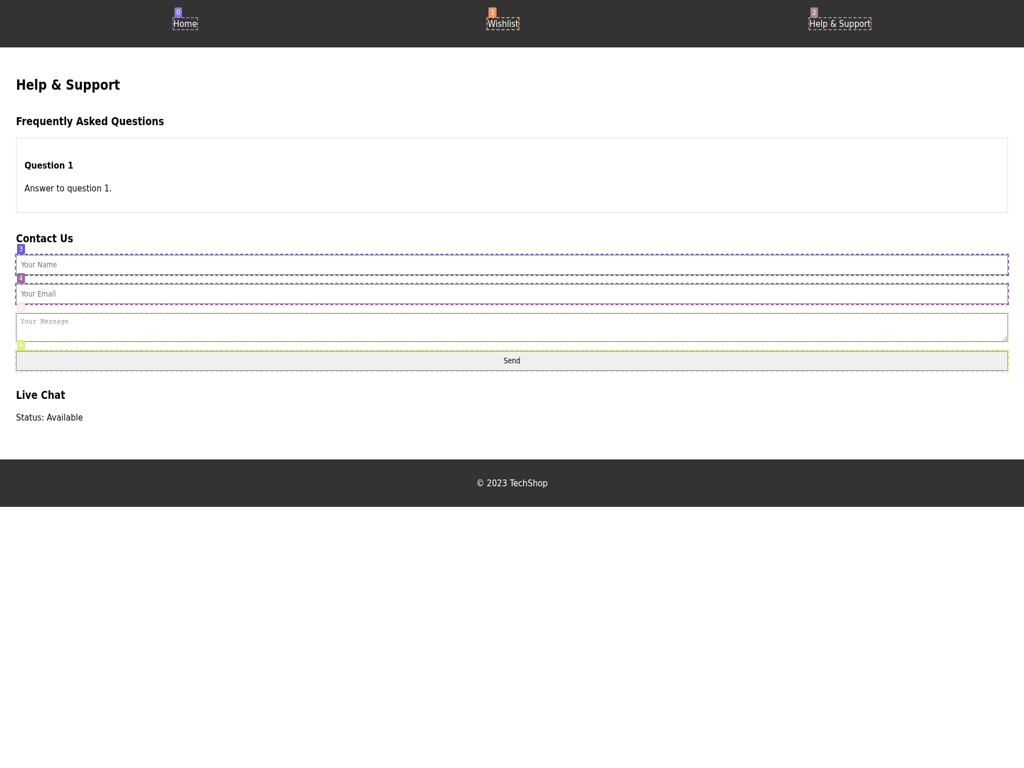 0 1 2
Home Wishlist Help & Support
Help & Support
Frequently Asked Questions
Question 1
Answer to question 1.
Contact Us
3
Your Name
4
Your Email
Your Message
Send
Live Chat
Status: Available
© 2023 TechShop